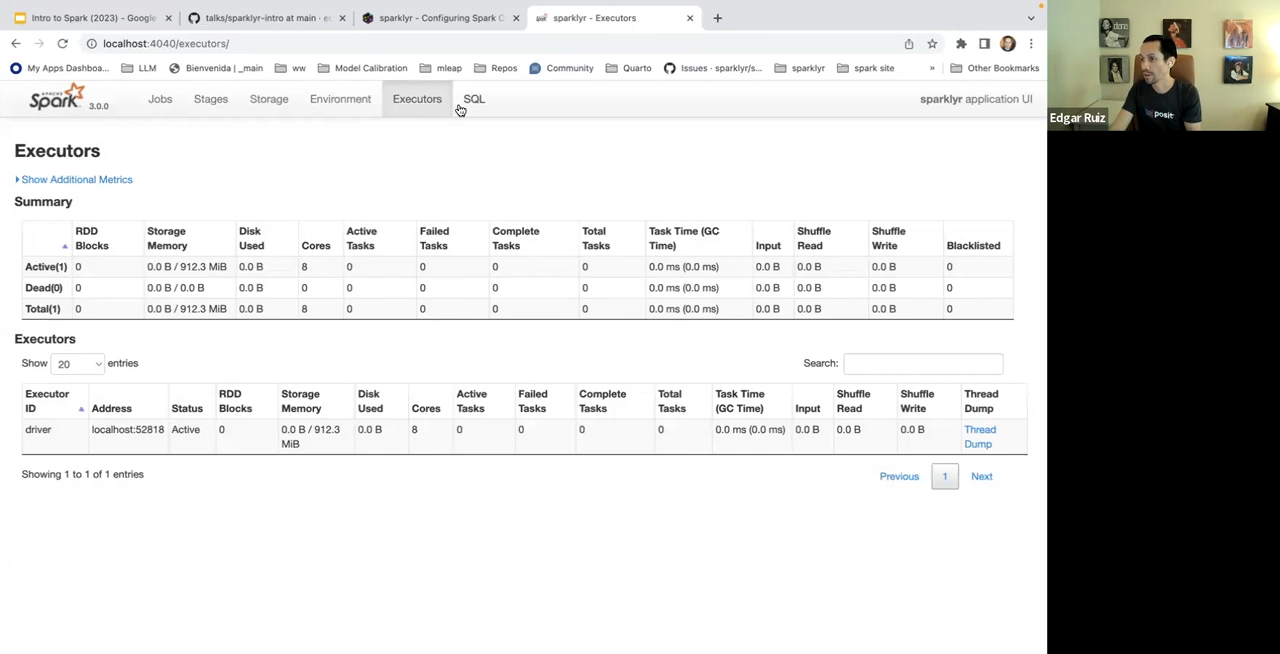 Intro to Spark (2023) - Google
talks/sparklyr-intro at main · e
sparklyr - Configuring Spark C
sparklyr - Executors
localhost:4040/executors/
My Apps Dashboa...
LLM
Bienvenida | _main
ww
Model Calibration
mleap
Repos
Community
Quarto
Issues · sparklyr/s...
sparklyr
spark site
»
Other Bookmarks
APACHE Spark 3.0.0
Jobs
Stages
Storage
Environment
Executors
SQL
sparklyr application UI
Edgar Ruiz
posit
Executors
Show Additional Metrics
Summary
RDD Blocks Storage Memory Disk Used Cores Active Tasks Failed Tasks Complete Tasks Total Tasks Task Time (GC Time) Input Shuffle Read Shuffle Write Blacklisted
Active(1) 0 0.0 B / 912.3 MiB 0.0 B 8 0 0 0 0 0.0 ms (0.0 ms) 0.0 B 0.0 B 0.0 B 0
Dead(0) 0 0.0 B / 0.0 B 0.0 B 0 0 0 0 0 0.0 ms (0.0 ms) 0.0 B 0.0 B 0.0 B 0
Total(1) 0 0.0 B / 912.3 MiB 0.0 B 8 0 0 0 0 0.0 ms (0.0 ms) 0.0 B 0.0 B 0.0 B 0
Executors
Show 20 entries
Search:
Executor ID Address Status RDD Blocks Storage Memory Disk Used Cores Active Tasks Failed Tasks Complete Tasks Total Tasks Task Time (GC Time) Input Shuffle Read Shuffle Write Thread Dump
driver localhost:52818 Active 0 0.0 B / 912.3 MiB 0.0 B 8 0 0 0 0 0.0 ms (0.0 ms) 0.0 B 0.0 B 0.0 B Thread Dump
Showing 1 to 1 of 1 entries
Previous 1 Next